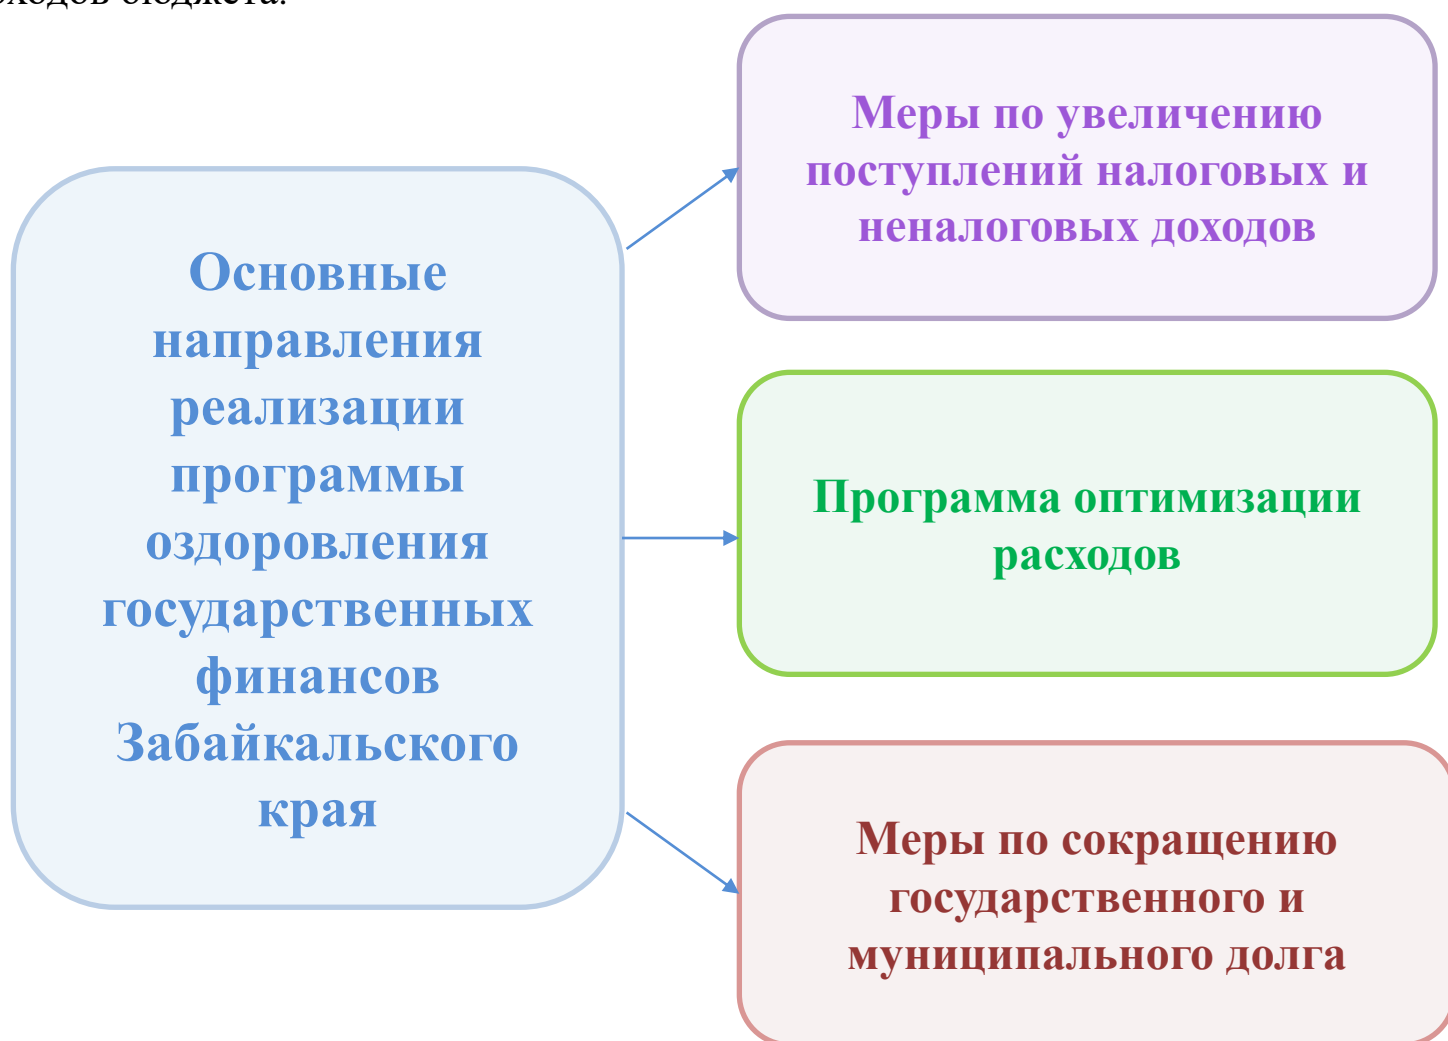 бюджета.
Основные
направления
реализации
программы
оздоровления
государственных
финансов
Забайкальского
края
Меры по увеличению
поступлений налоговых и
неналоговых доходов
Программа оптимизации
расходов
Меры по сокращению
государственного и
муниципального долга